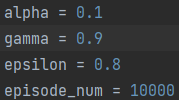 alpha = 0.1
gamma = 0.9
epsilon = 0.8
episode_num = 10000